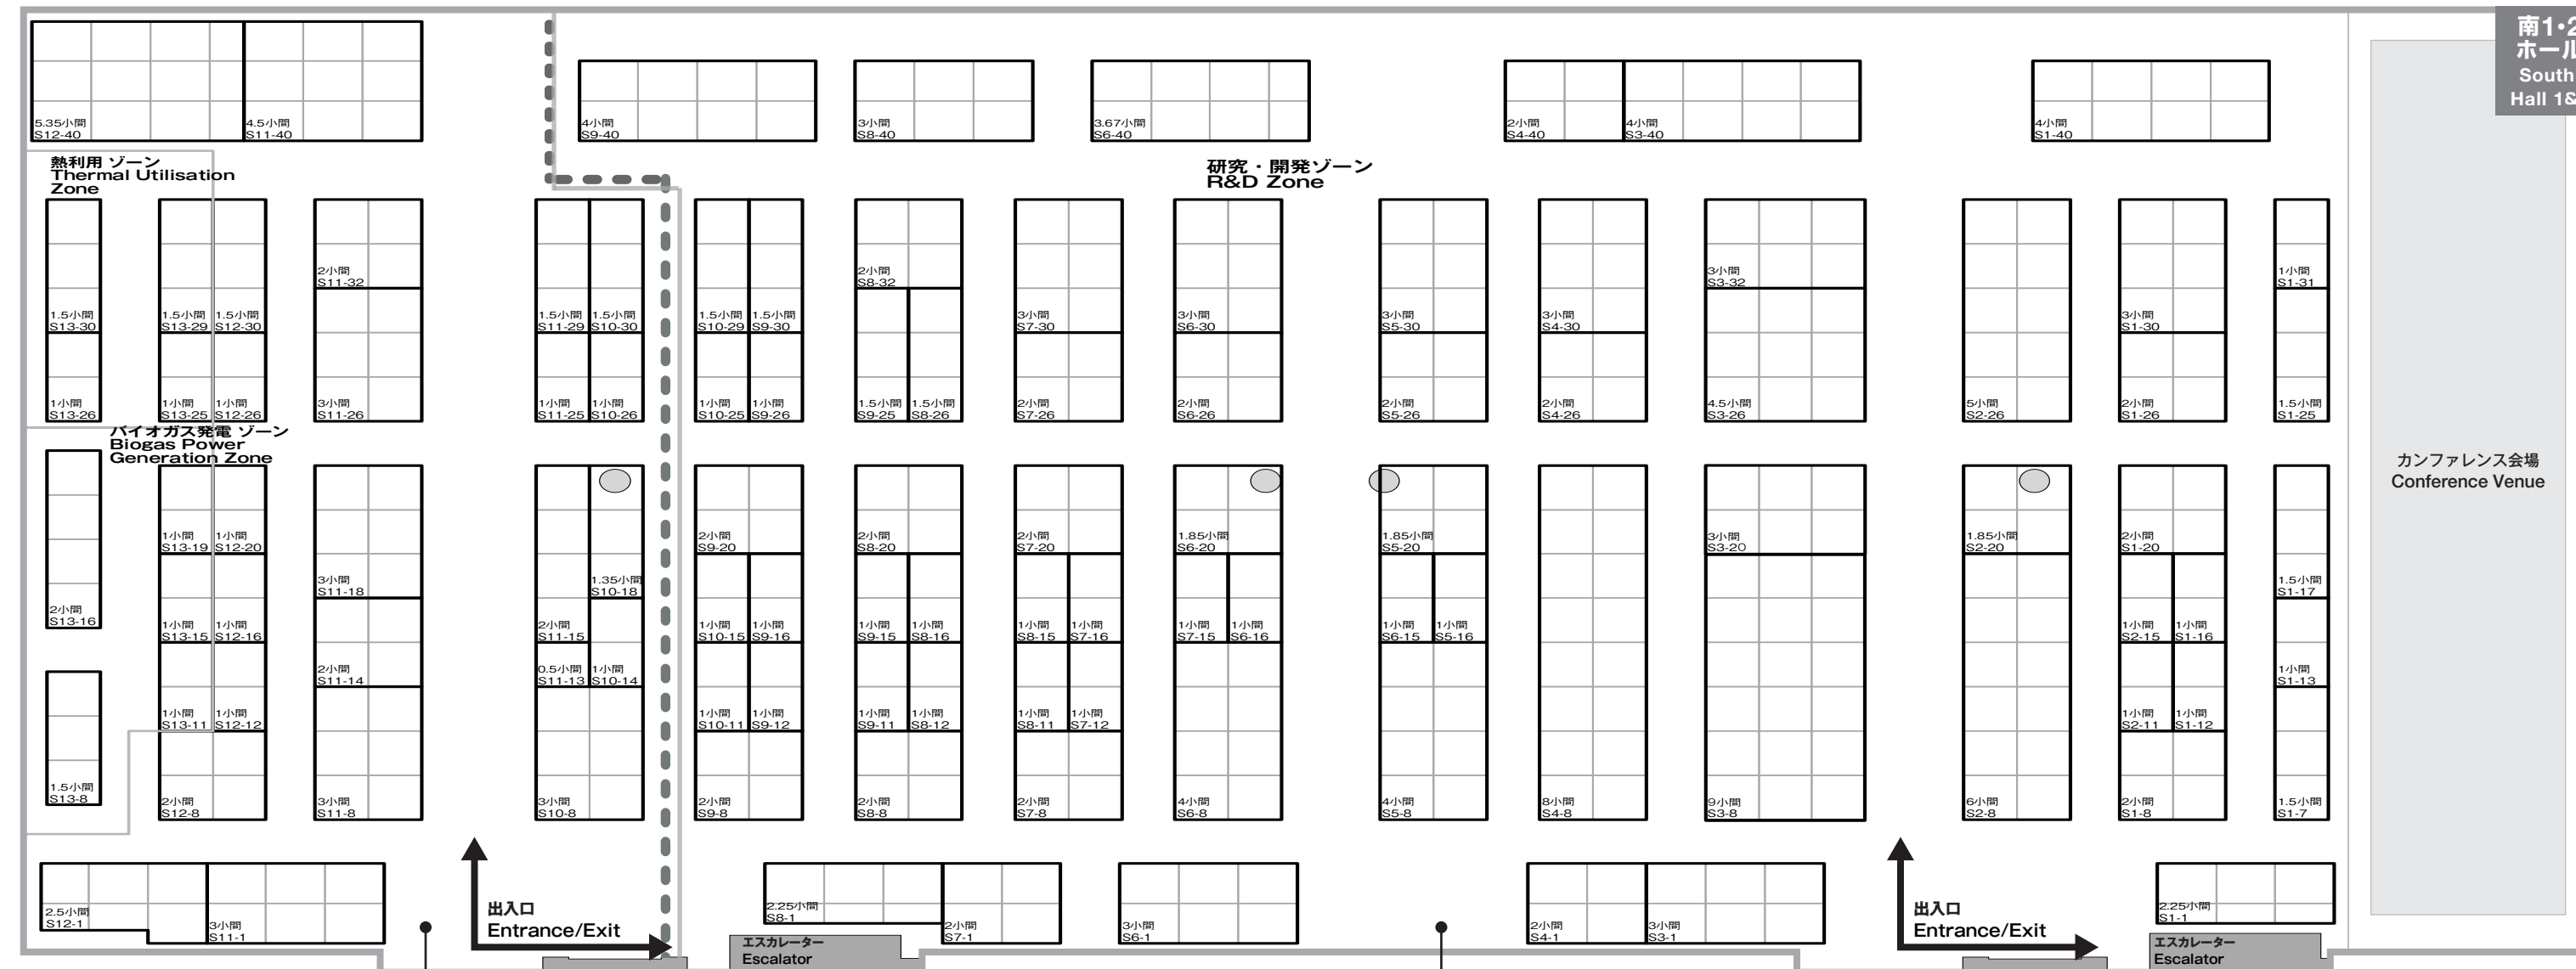 南1・2
ホール
South
Hall 1&
5.35小間
S12-40
4.5小間
S11-40
4小間
S9-40
3小間
S8-40
3.67小間
S6-40
2小間
S4-40
4小間
S3-40
4小間
S1-40
熱利用 ゾーン
Thermal Utilisation
Zone
研究・開発ゾーン
R&D Zone
2小間
S11-32
2小間
S8-32
3小間
S3-32
1小間
S1-31
1.5小間
S13-30
1.5小間
S13-29
1.5小間
S12-30
1.5小間
S11-29
1.5小間
S10-30
1.5小間
S10-29
1.5小間
S9-30
3小間
S7-30
3小間
S6-30
3小間
S5-30
3小間
S4-30
3小間
S1-30
1小間
S13-26
1小間
S13-25
1小間
S12-26
3小間
S11-26
1小間
S11-25
1小間
S10-26
1小間
S10-25
1小間
S9-26
1.5小間
S9-25
1.5小間
S8-26
2小間
S7-26
2小間
S6-26
2小間
S5-26
2小間
S4-26
4.5小間
S3-26
5小間
S2-26
2小間
S1-26
1.5小間
S1-25
バイオガス発電 ゾーン
Biogas Power
Generation Zone
カンファレンス会場
Conference Venue
1小間
S13-19
1小間
S12-20
2小間
S9-20
2小間
S8-20
2小間
S7-20
1.85小間
S6-20
1.85小間
S5-20
3小間
S3-20
1.85小間
S2-20
2小間
S1-20
3小間
S11-18
1.35小間
S10-18
1.5小間
S1-17
2小間
S13-16
1小間
S13-15
1小間
S12-16
2小間
S11-15
1小間
S10-15
1小間
S9-16
1小間
S9-15
1小間
S8-16
1小間
S8-15
1小間
S7-16
1小間
S7-15
1小間
S6-16
1小間
S6-15
1小間
S5-16
1小間
S2-15
1小間
S1-16
2小間
S11-14
0.5小間
S11-13
1小間
S10-14
1小間
S1-13
1小間
S13-11
1小間
S12-12
1小間
S10-11
1小間
S9-12
1小間
S9-11
1小間
S8-12
1小間
S8-11
1小間
S7-12
1小間
S2-11
1小間
S1-12
1.5小間
S13-8
2小間
S12-8
3小間
S11-8
3小間
S10-8
2小間
S9-8
2小間
S8-8
2小間
S7-8
4小間
S6-8
4小間
S5-8
8小間
S4-8
9小間
S3-8
6小間
S2-8
2小間
S1-8
1.5小間
S1-7
2.5小間
S12-1
3小間
S11-1
出入口
Entrance/Exit
2.25小間
S8-1
2小間
S7-1
3小間
S6-1
2小間
S4-1
3小間
S3-1
出入口
Entrance/Exit
2.25小間
S1-1
エスカレーター
Escalator
エスカレーター
Escalator